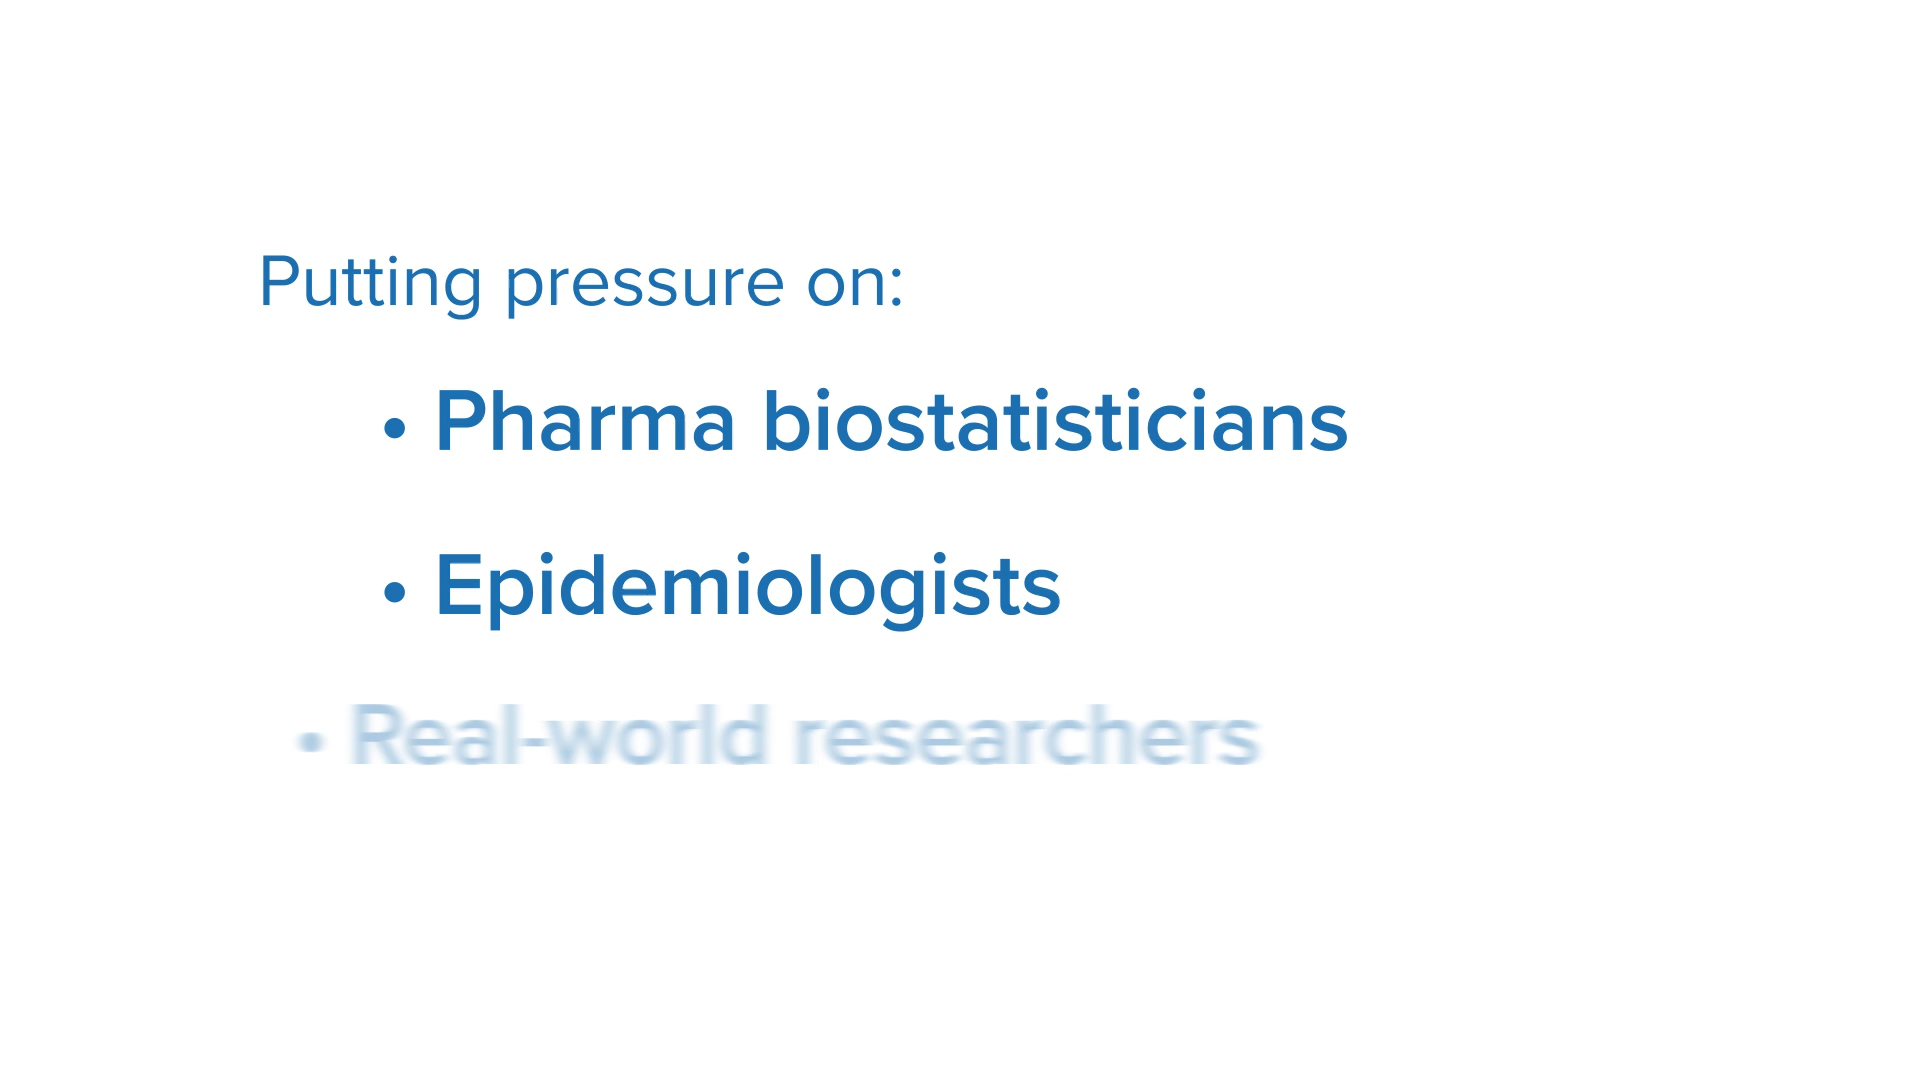 Putting pressure on:
• Pharma biostatisticians
• Epidemiologists
• Real-world researchers